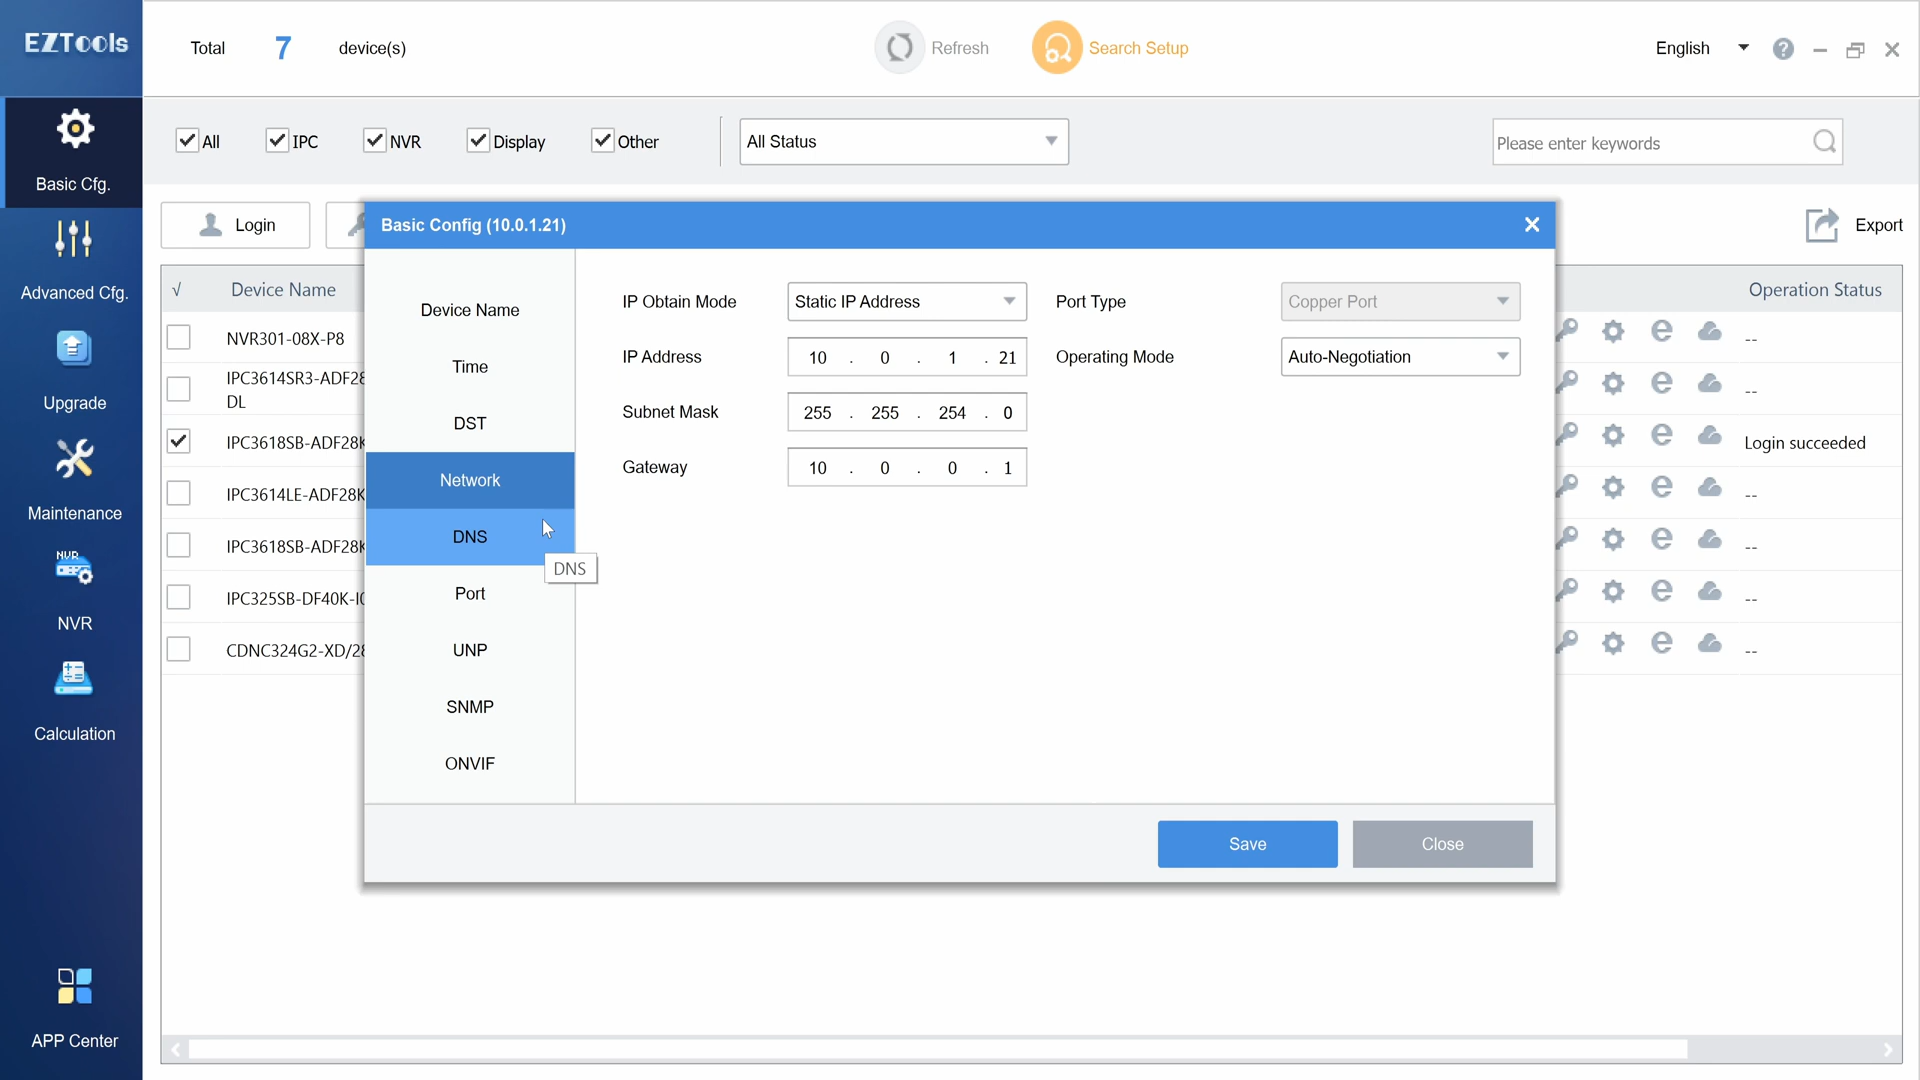 EZTools
Total 7 device(s)
Refresh
Search Setup
English
All IPC NVR Display Other
All Status
Please enter keywords
Basic Cfg.
Advanced Cfg.
Upgrade
Maintenance
NVR
NVR
Calculation
APP Center
Login
Export
√ Device Name Operation Status
NVR301-08X-P8 --
IPC3614SR3-ADF28
DL --
IPC3618SB-ADF28K Login succeeded
IPC3614LE-ADF28K --
IPC3618SB-ADF28K --
IPC325SB-DF40K-I0 --
CDNC324G2-XD/28 --
Basic Config (10.0.1.21)
Device Name
Time
DST
Network
DNS
DNS
Port
UNP
SNMP
ONVIF
IP Obtain Mode Static IP Address Port Type Copper Port
IP Address 10 . 0 . 1 . 21 Operating Mode Auto-Negotiation
Subnet Mask 255 . 255 . 254 . 0
Gateway 10 . 0 . 0 . 1
Save Close